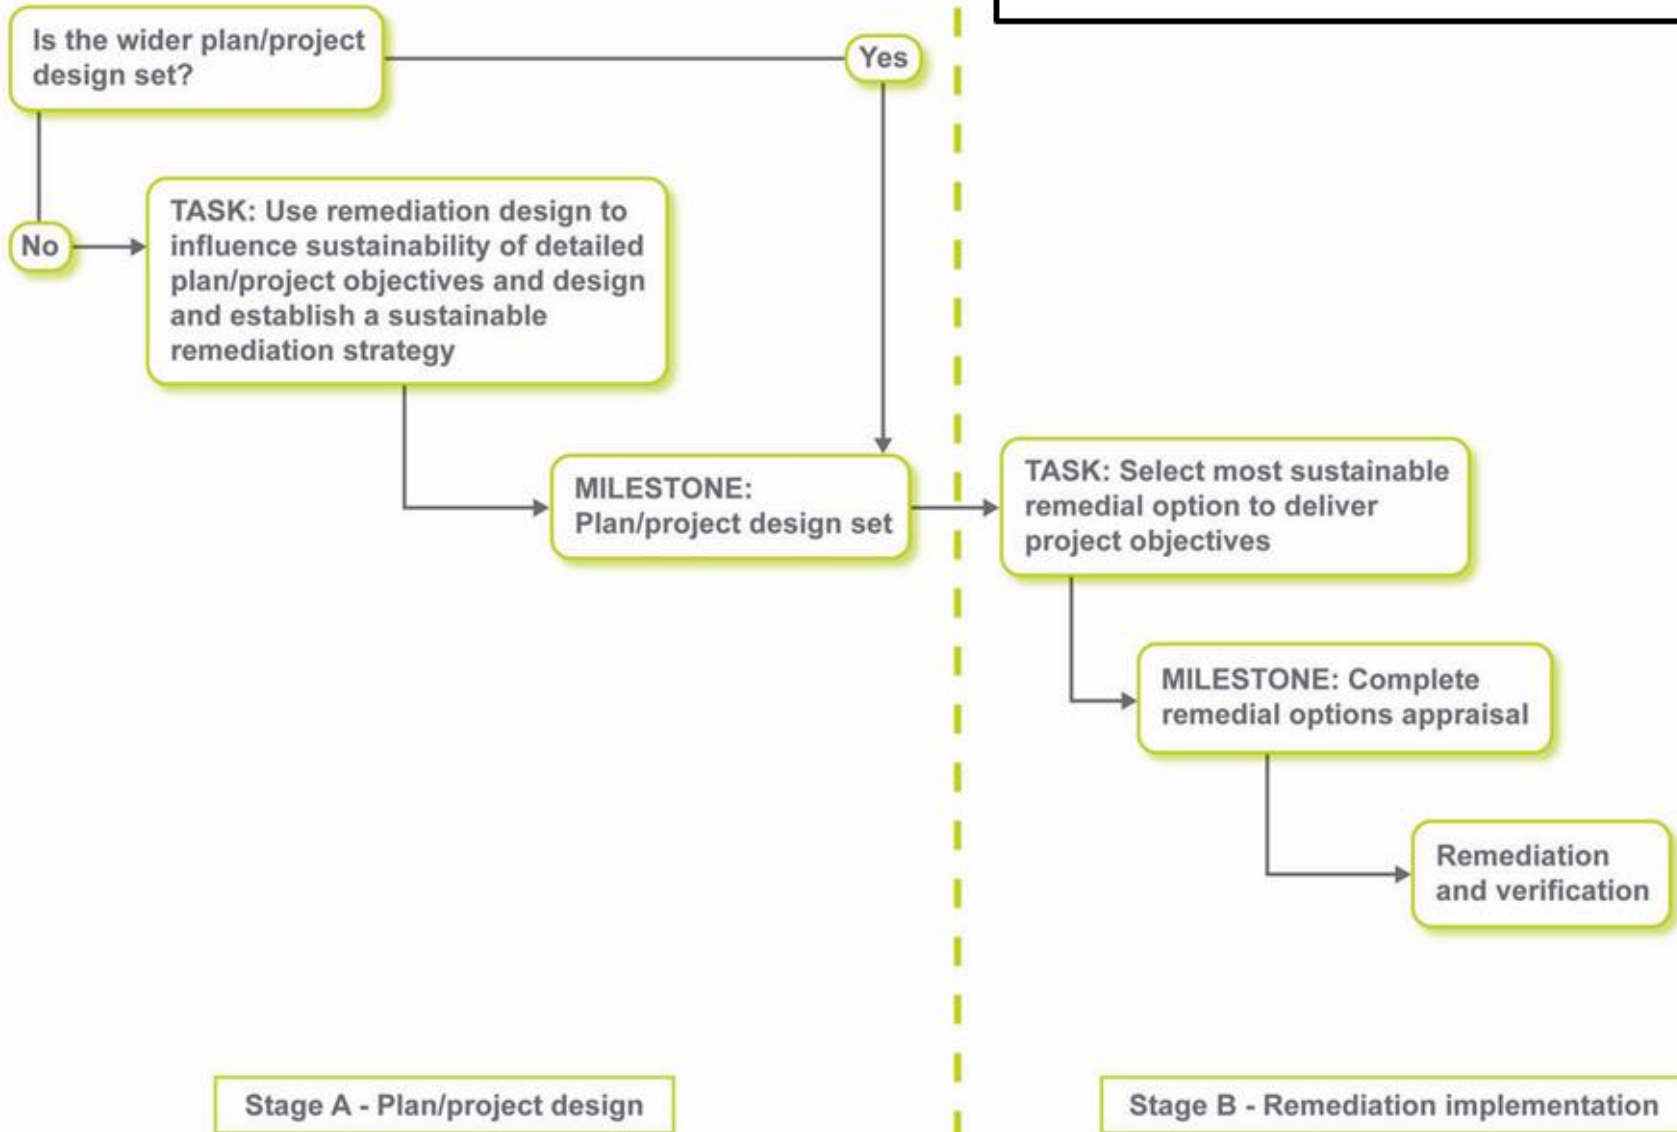 Is the wider plan/project
design set?
Yes
No
TASK: Use remediation design to
influence sustainability of detailed
plan/project objectives and design
and establish a sustainable
remediation strategy
MILESTONE:
Plan/project design set
TASK: Select most sustainable
remedial option to deliver
project objectives
MILESTONE: Complete
remedial options appraisal
Remediation
and verification
Stage A - Plan/project design
Stage B - Remediation implementation